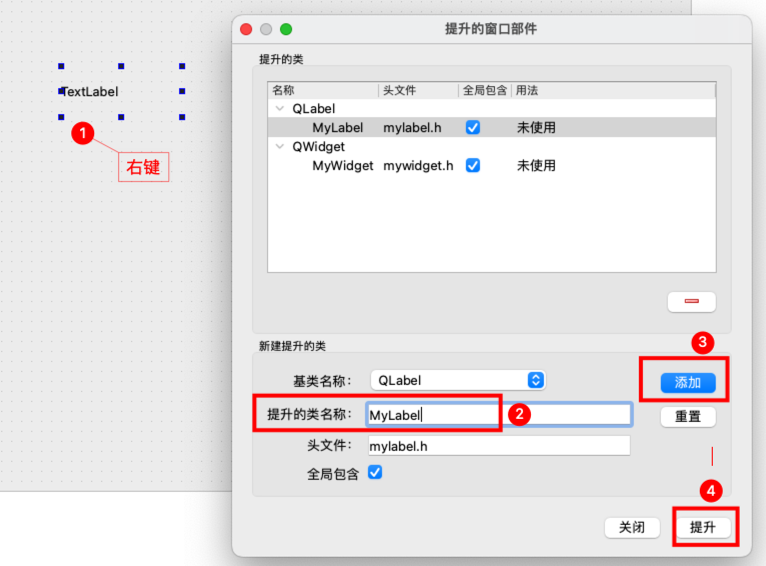 提升的窗口部件
提升的类
名称 头文件 全局包含 用法
QLabel
TextLabel
MyLabel mylabel.h 未使用
1
QWidget
右键
MyWidget mywidget.h 未使用
3
新建提升的类
基类名称： QLabel 添加
提升的类名称： MyLabel 2 重置
头文件： mylabel.h
全局包含
4
关闭 提升